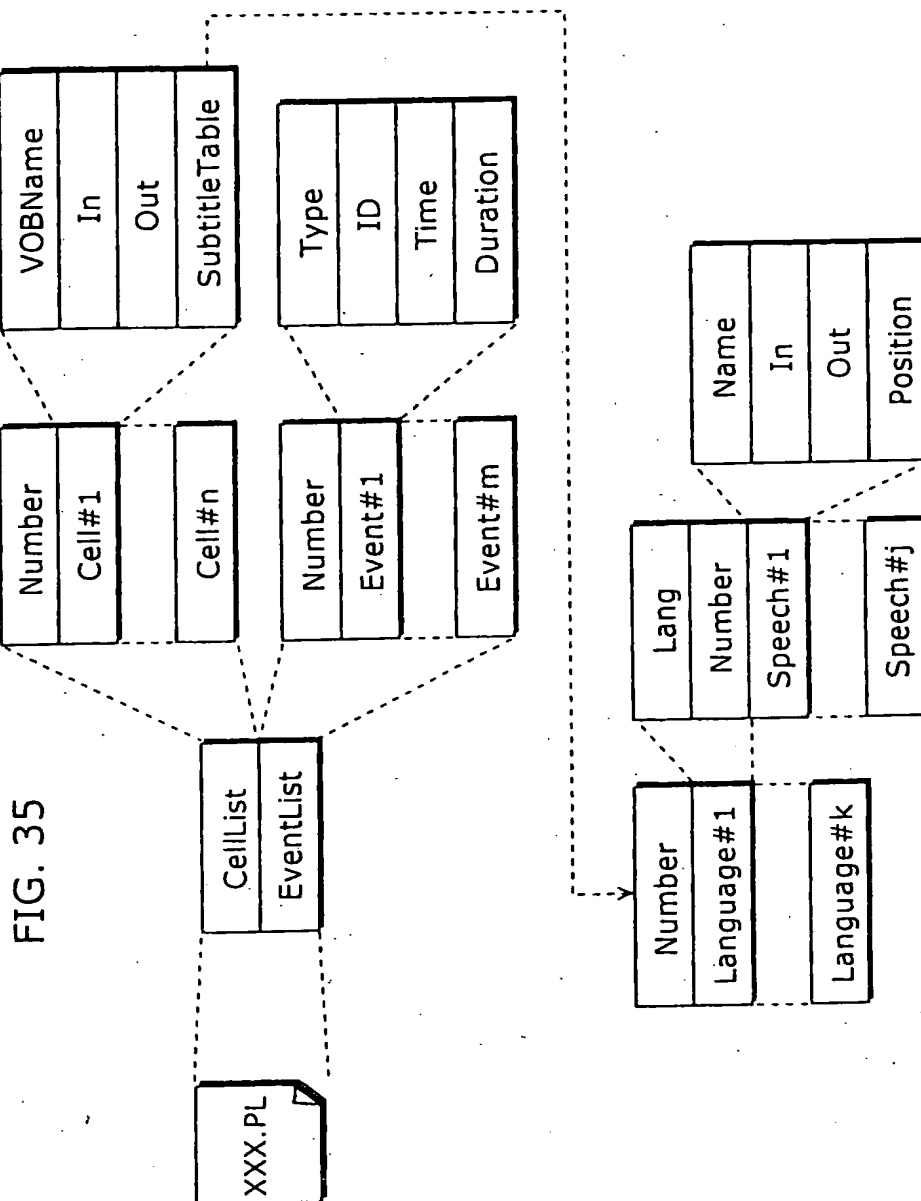 FIG. 35
XXX.PL
CellList
EventList
Number
Cell#1
Cell#n
VOBName
In
Out
SubtitleTable
Number
Event#1
Event#m
Type
ID
Time
Duration
Number
Language#1
Language#k
Lang
Number
Speech#1
Speech#j
Name
In
Out
Position